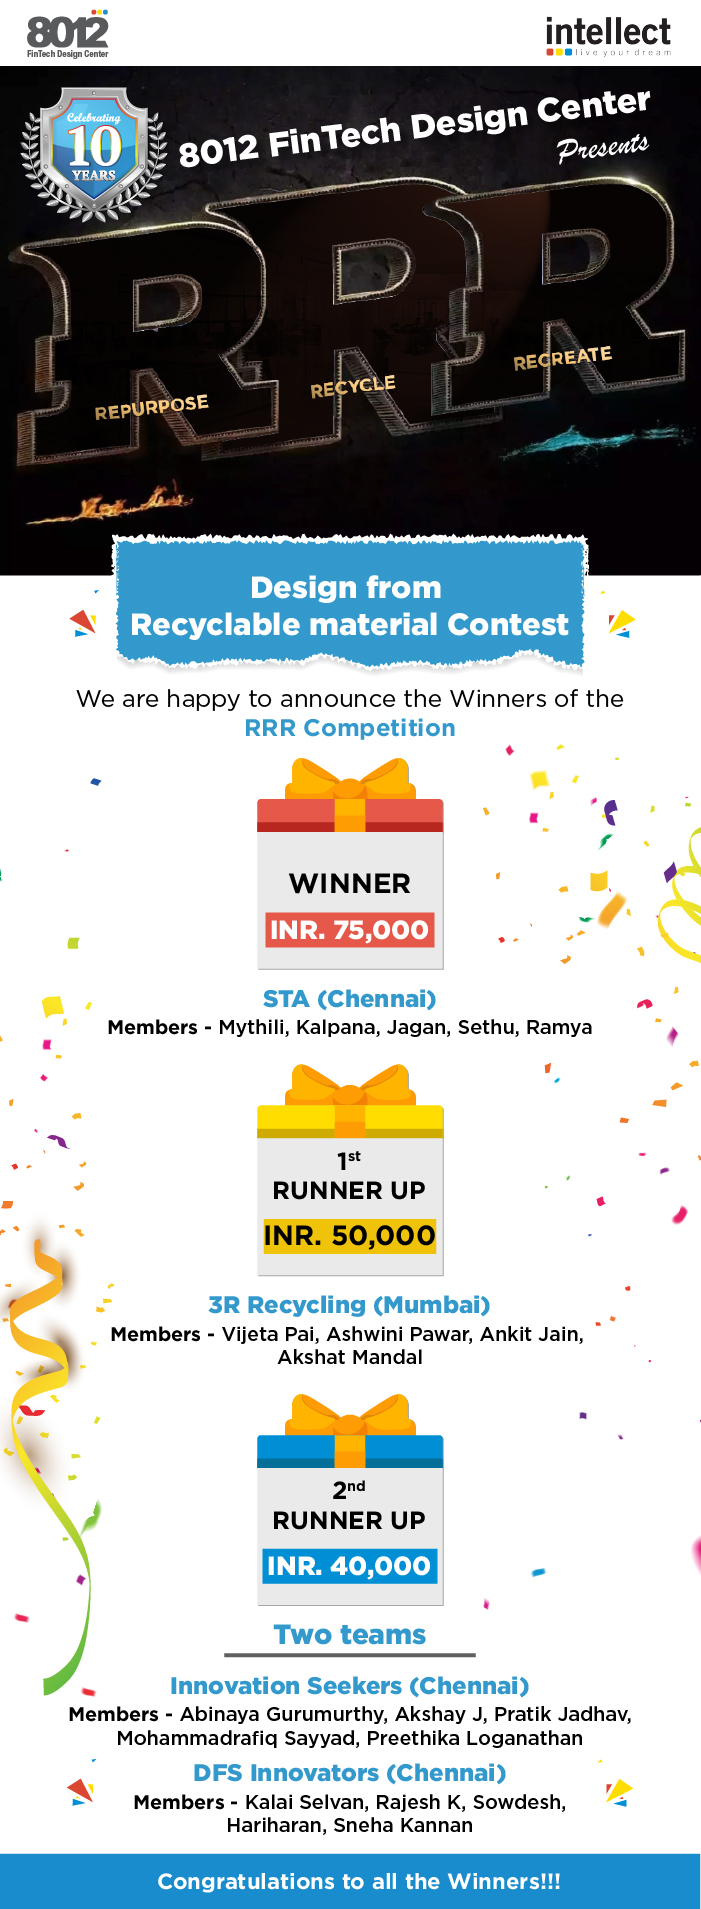 8012
FinTech Design Center
intellect
live your dream
Celebrating
10
YEARS
8012 FinTech Design Center
Presents
RRR
REPURPOSE
RECYCLE
RECREATE
Design from
Recyclable material Contest
We are happy to announce the Winners of the
RRR Competition
WINNER
INR. 75,000
STA (Chennai)
Members - Mythili, Kalpana, Jagan, Sethu, Ramya
1st
RUNNER UP
INR. 50,000
3R Recycling (Mumbai)
Members - Vijeta Pai, Ashwini Pawar, Ankit Jain,
Akshat Mandal
2nd
RUNNER UP
INR. 40,000
Two teams
Innovation Seekers (Chennai)
Members - Abinaya Gurumurthy, Akshay J, Pratik Jadhav,
Mohammadrafiq Sayyad, Preethika Loganathan
DFS Innovators (Chennai)
Members - Kalai Selvan, Rajesh K, Sowdesh,
Hariharan, Sneha Kannan
Congratulations to all the Winners!!!